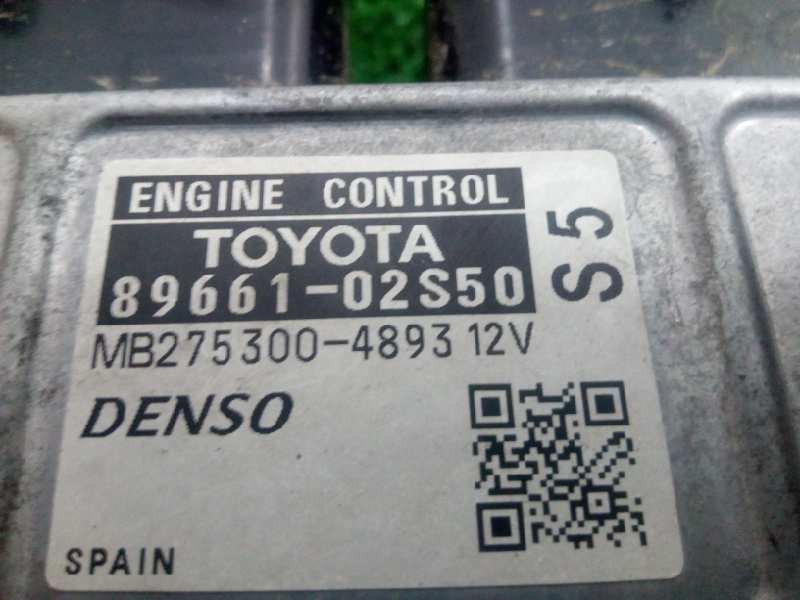 ENGINE CONTROL
TOYOTA
89661-02S50
S5
MB275300-4893 12V
DENSO
SPAIN